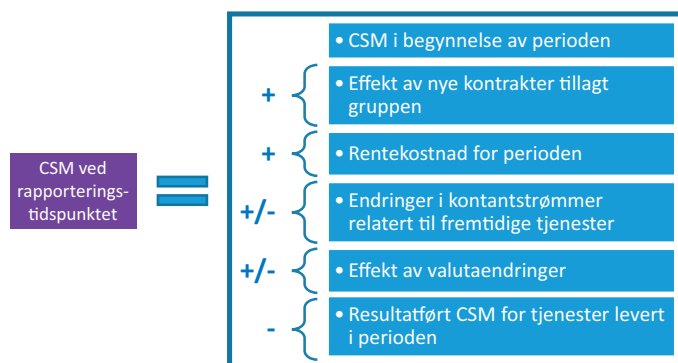 CSM ved
rapporterings-
tidspunktet
• CSM i begynnelse av perioden
+
• Effekt av nye kontrakter tillagt
gruppen
+
• Rentekostnad for perioden
+/-
• Endringer i kontantstrømmer
relatert til fremtidige tjenester
+/-
• Effekt av valutaendringer
-
• Resultatført CSM for tjenester levert
i perioden